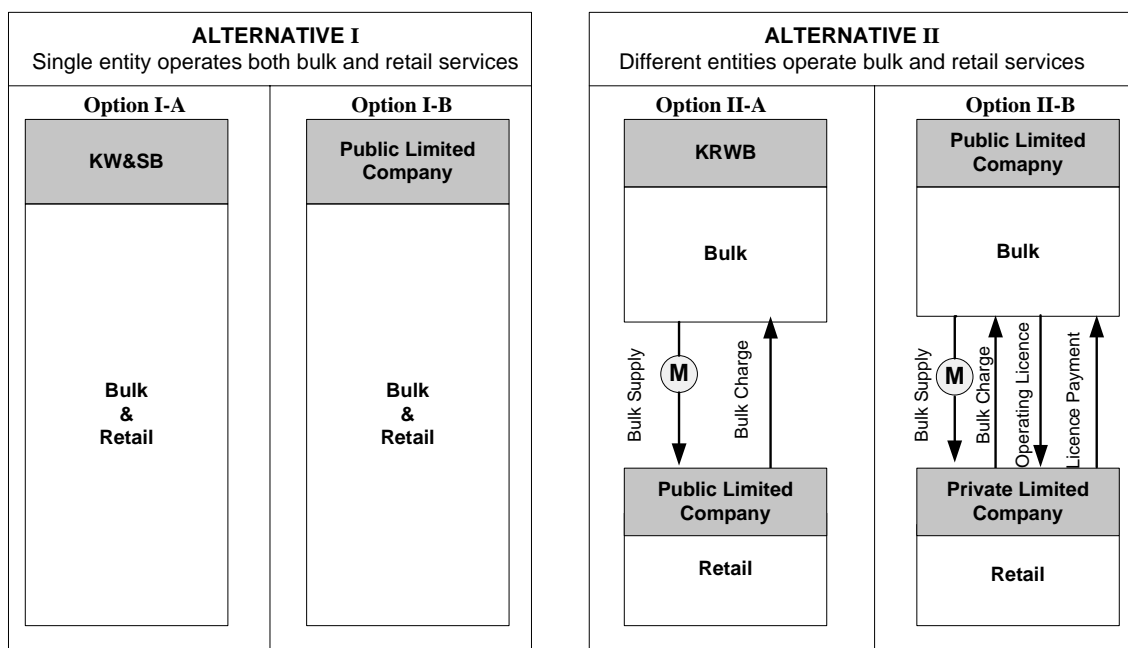 ALTERNATIVE I
Single entity operates both bulk and retail services
Option I-A
KW&SB
Bulk
&
Retail
Option I-B
Public Limited
Company
Bulk
&
Retail
ALTERNATIVE II
Different entities operate bulk and retail services
Option II-A
KRWB
Bulk
Bulk Supply
M
Bulk Charge
Public Limited
Company
Retail
Option II-B
Public Limited
Comapny
Bulk
Bulk Supply
M
Bulk Charge
Operating Licence
Licence Payment
Private Limited
Company
Retail